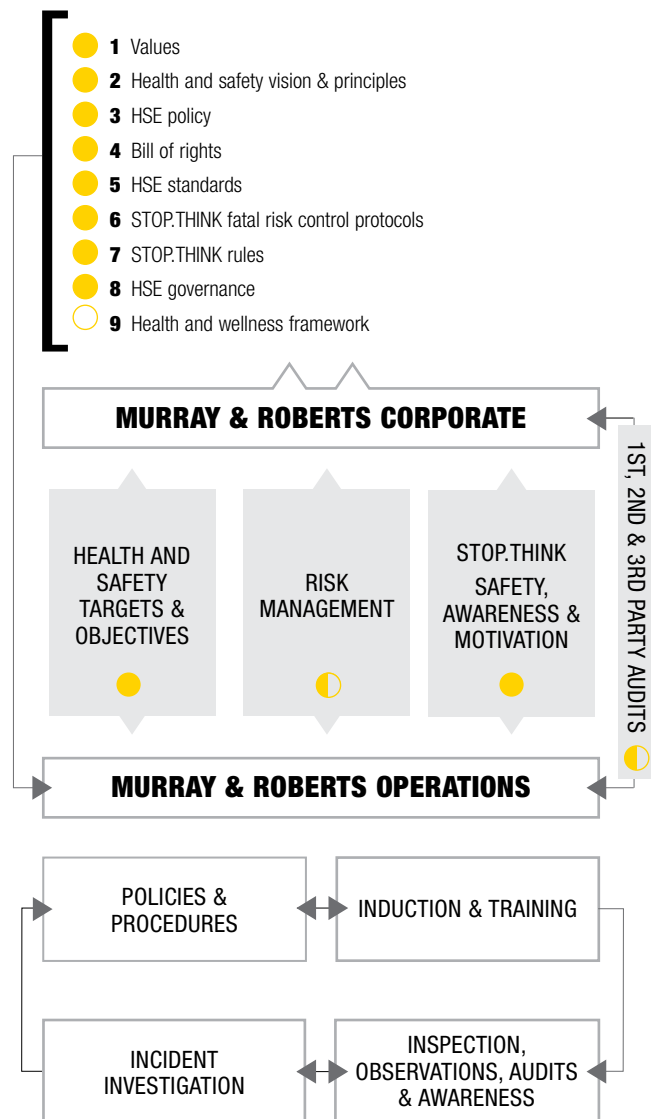 1 Values
2 Health and safety vision & principles
3 HSE policy
4 Bill of rights
5 HSE standards
6 STOP.THINK fatal risk control protocols
7 STOP.THINK rules
8 HSE governance
9 Health and wellness framework
MURRAY & ROBERTS CORPORATE
HEALTH AND
SAFETY
TARGETS &
OBJECTIVES
RISK
MANAGEMENT
STOP.THINK
SAFETY,
AWARENESS &
MOTIVATION
1ST, 2ND & 3RD PARTY AUDITS
MURRAY & ROBERTS OPERATIONS
POLICIES &
PROCEDURES
INDUCTION & TRAINING
INCIDENT
INVESTIGATION
INSPECTION,
OBSERVATIONS, AUDITS
& AWARENESS